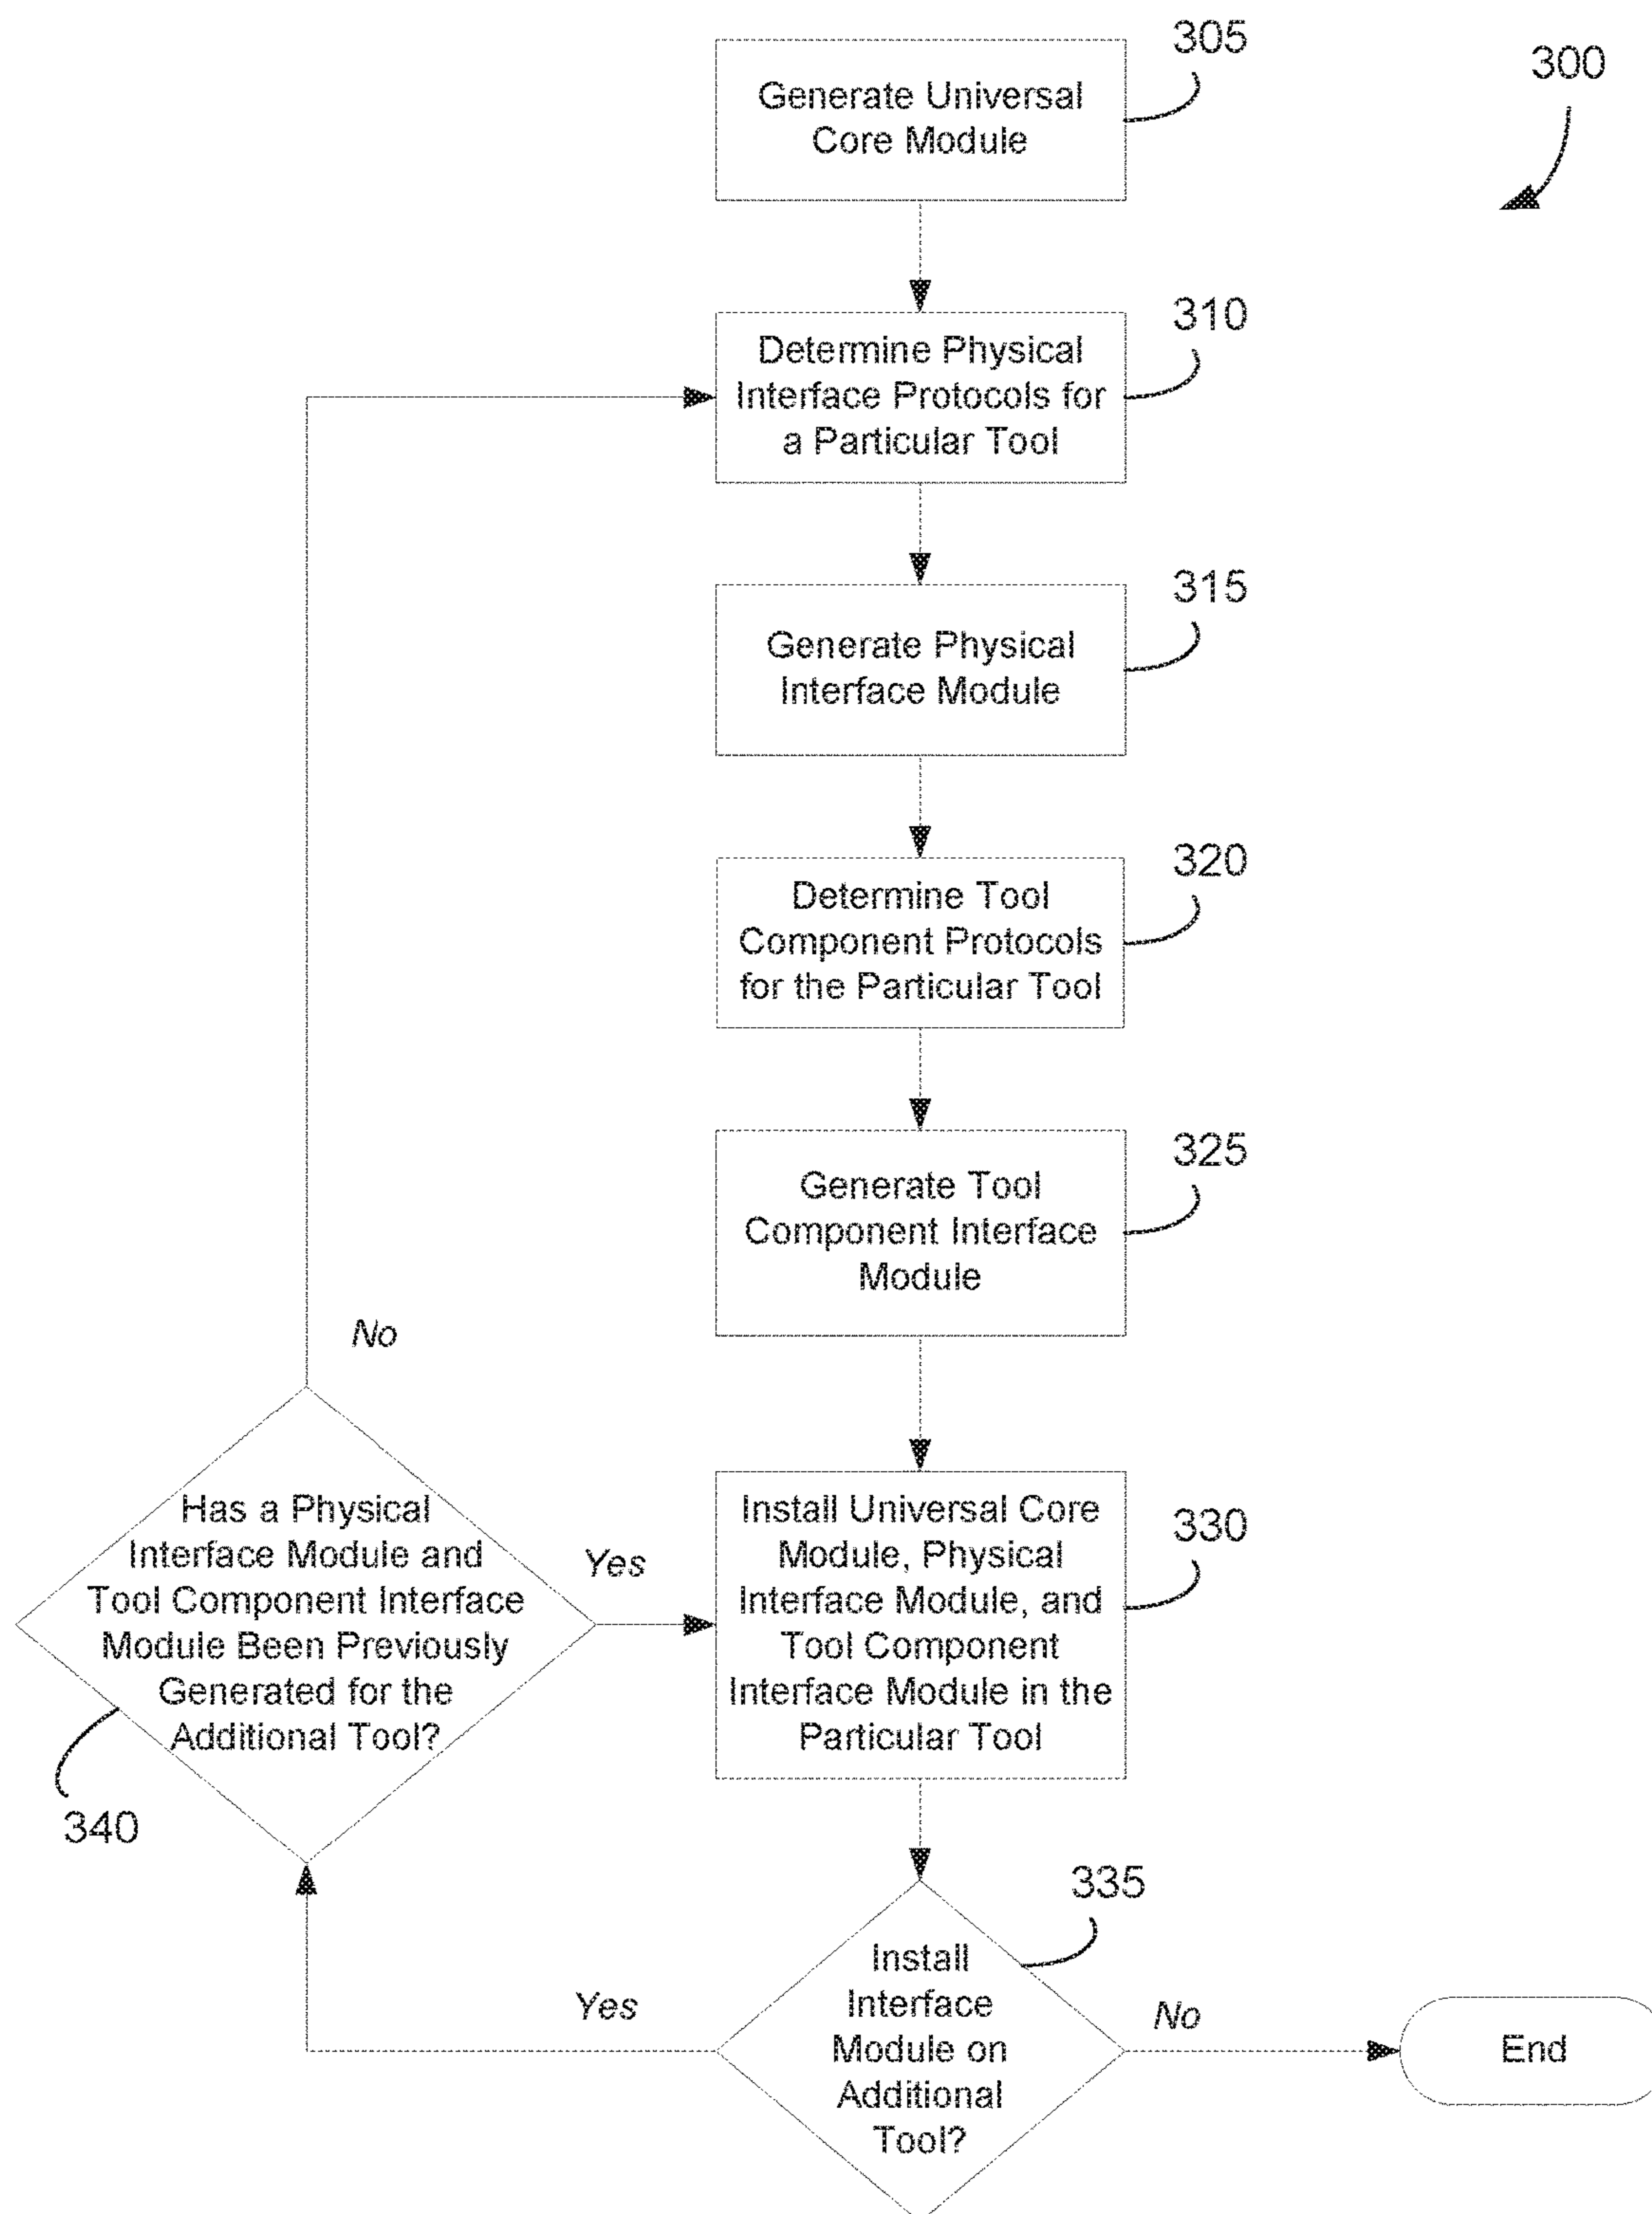 305
300
Generate Universal
Core Module
310
Determine Physical
Interface Protocols for
a Particular Tool
315
Generate Physical
Interface Module
320
Determine Tool
Component Protocols
for the Particular Tool
325
Generate Tool
Component Interface
Module
No
Has a Physical
Interface Module and
Tool Component Interface
Module Been Previously
Generated for the
Additional Tool?
340
Yes
Install Universal Core
Module, Physical
Interface Module, and
Tool Component
Interface Module in the
Particular Tool
330
335
Install
Interface
Module on
Additional
Tool?
Yes
No
End